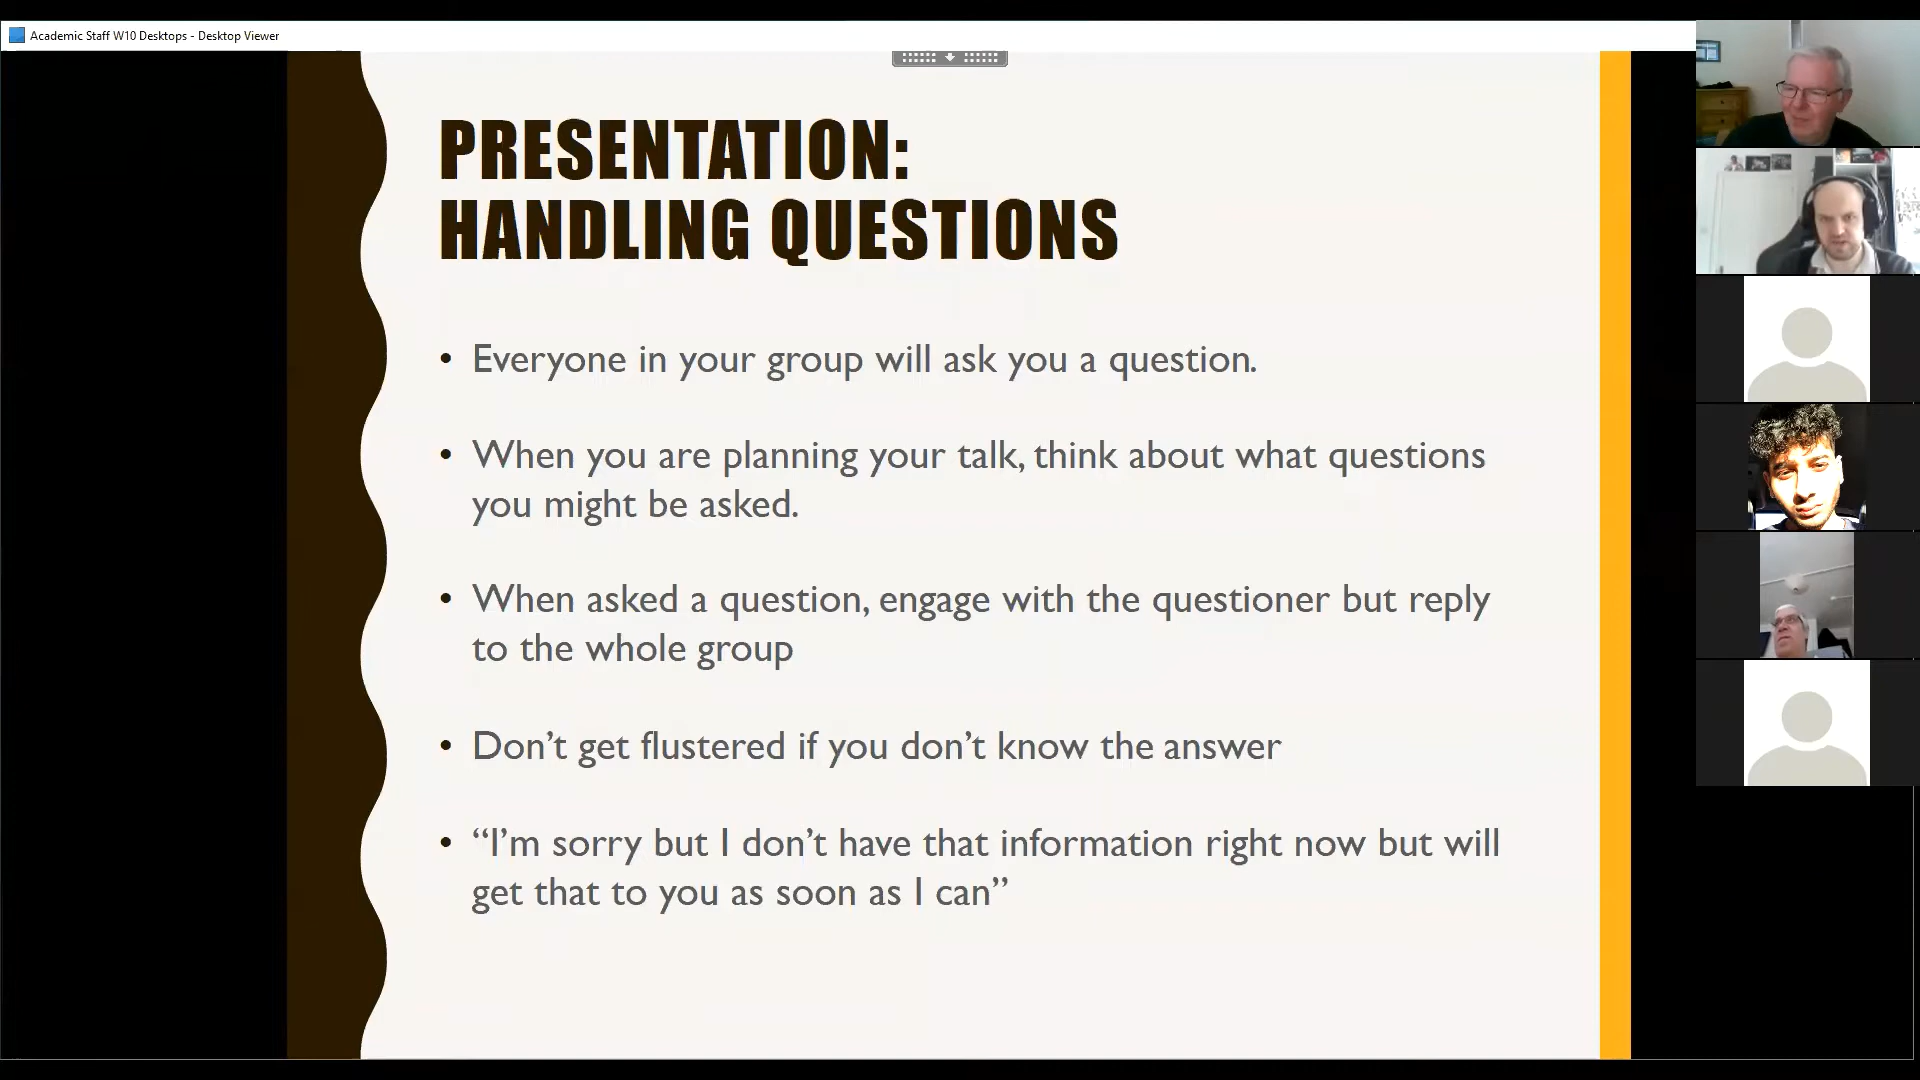 Academic Staff W10 Desktops - Desktop Viewer
PRESENTATION:
HANDLING QUESTIONS
• Everyone in your group will ask you a question.
• When you are planning your talk, think about what questions
you might be asked.
• When asked a question, engage with the questioner but reply
to the whole group
• Don’t get flustered if you don’t know the answer
• “I’m sorry but I don’t have that information right now but will
get that to you as soon as I can”